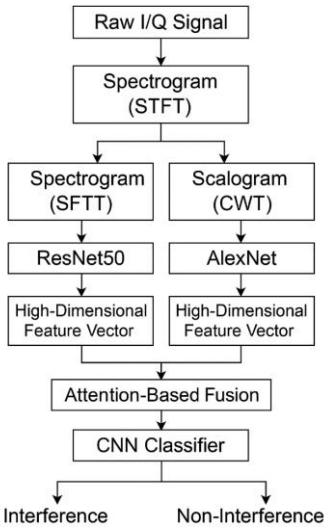 Raw I/Q Signal
Spectrogram
(STFT)
Spectrogram
(SFTT)
Scalogram
(CWT)
ResNet50
AlexNet
High-Dimensional
Feature Vector
High-Dimensional
Feature Vector
Attention-Based Fusion
CNN Classifier
Interference
Non-Interference